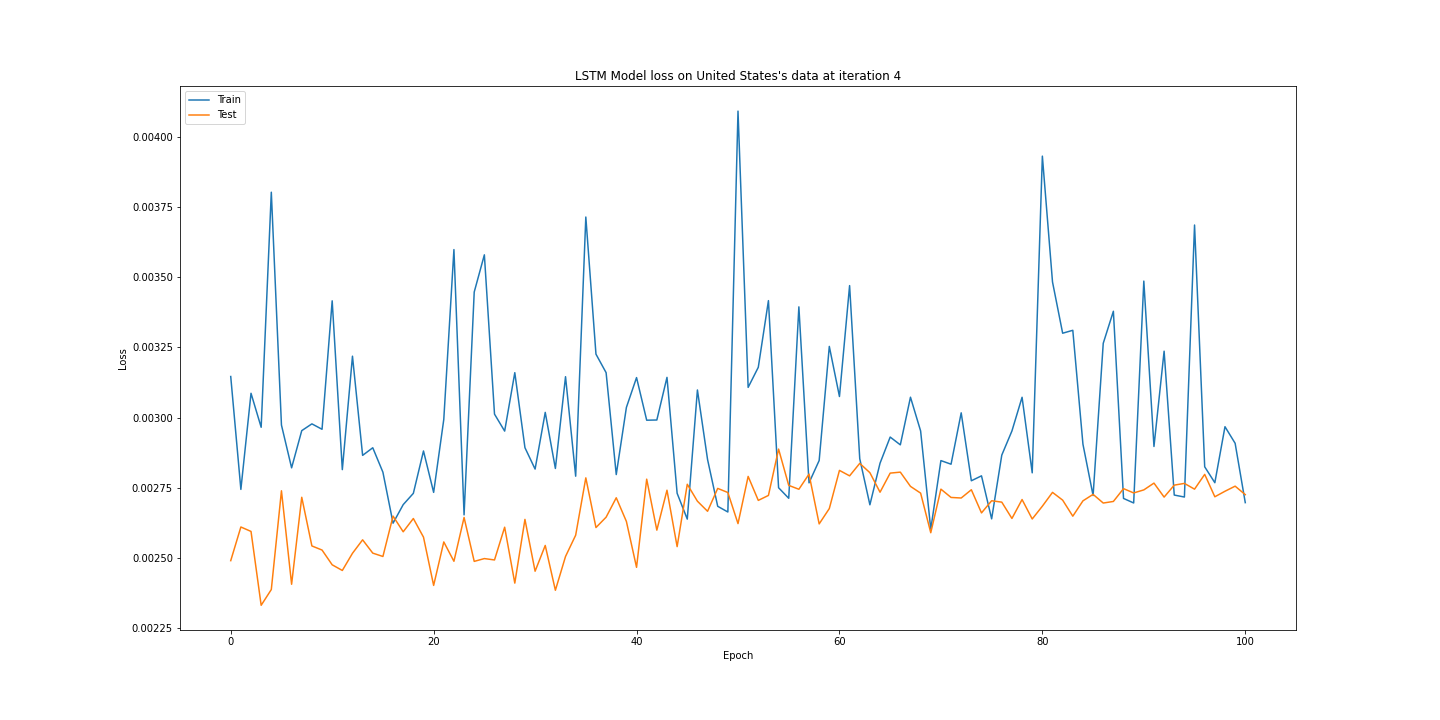 LSTM Model loss on United States's data at iteration 4
Train
Test
0.00400
0.00375
0.00350
0.00325
0.00300
0.00275
0.00250
0.00225
Loss
0 20 40 60 80 100
Epoch